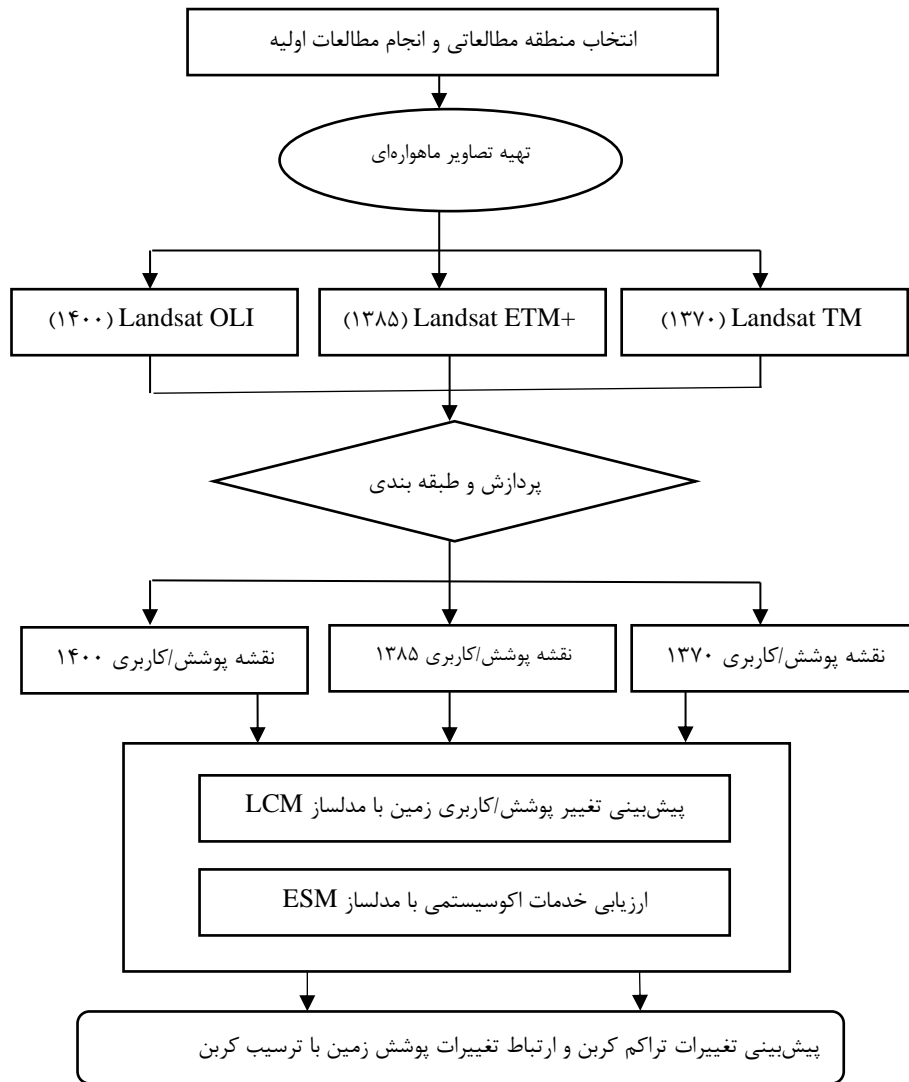 انتخاب منطقه مطالعاتی و انجام مطالعات اولیه
تهیه تصاویر ماهواره‌ای
Landsat TM (۱۳۷۰)
Landsat ETM+ (۱۳۸۵)
Landsat OLI (۱۴۰۰)
پردازش و طبقه بندی
نقشه پوشش/کاربری ۱۳۷۰
نقشه پوشش/کاربری ۱۳۸۵
نقشه پوشش/کاربری ۱۴۰۰
پیش‌بینی تغییر پوشش/کاربری زمین با مدلساز LCM
ارزیابی خدمات اکوسیستمی با مدلساز ESM
پیش‌بینی تغییرات تراکم کربن و ارتباط تغییرات پوشش زمین با ترسیب کربن